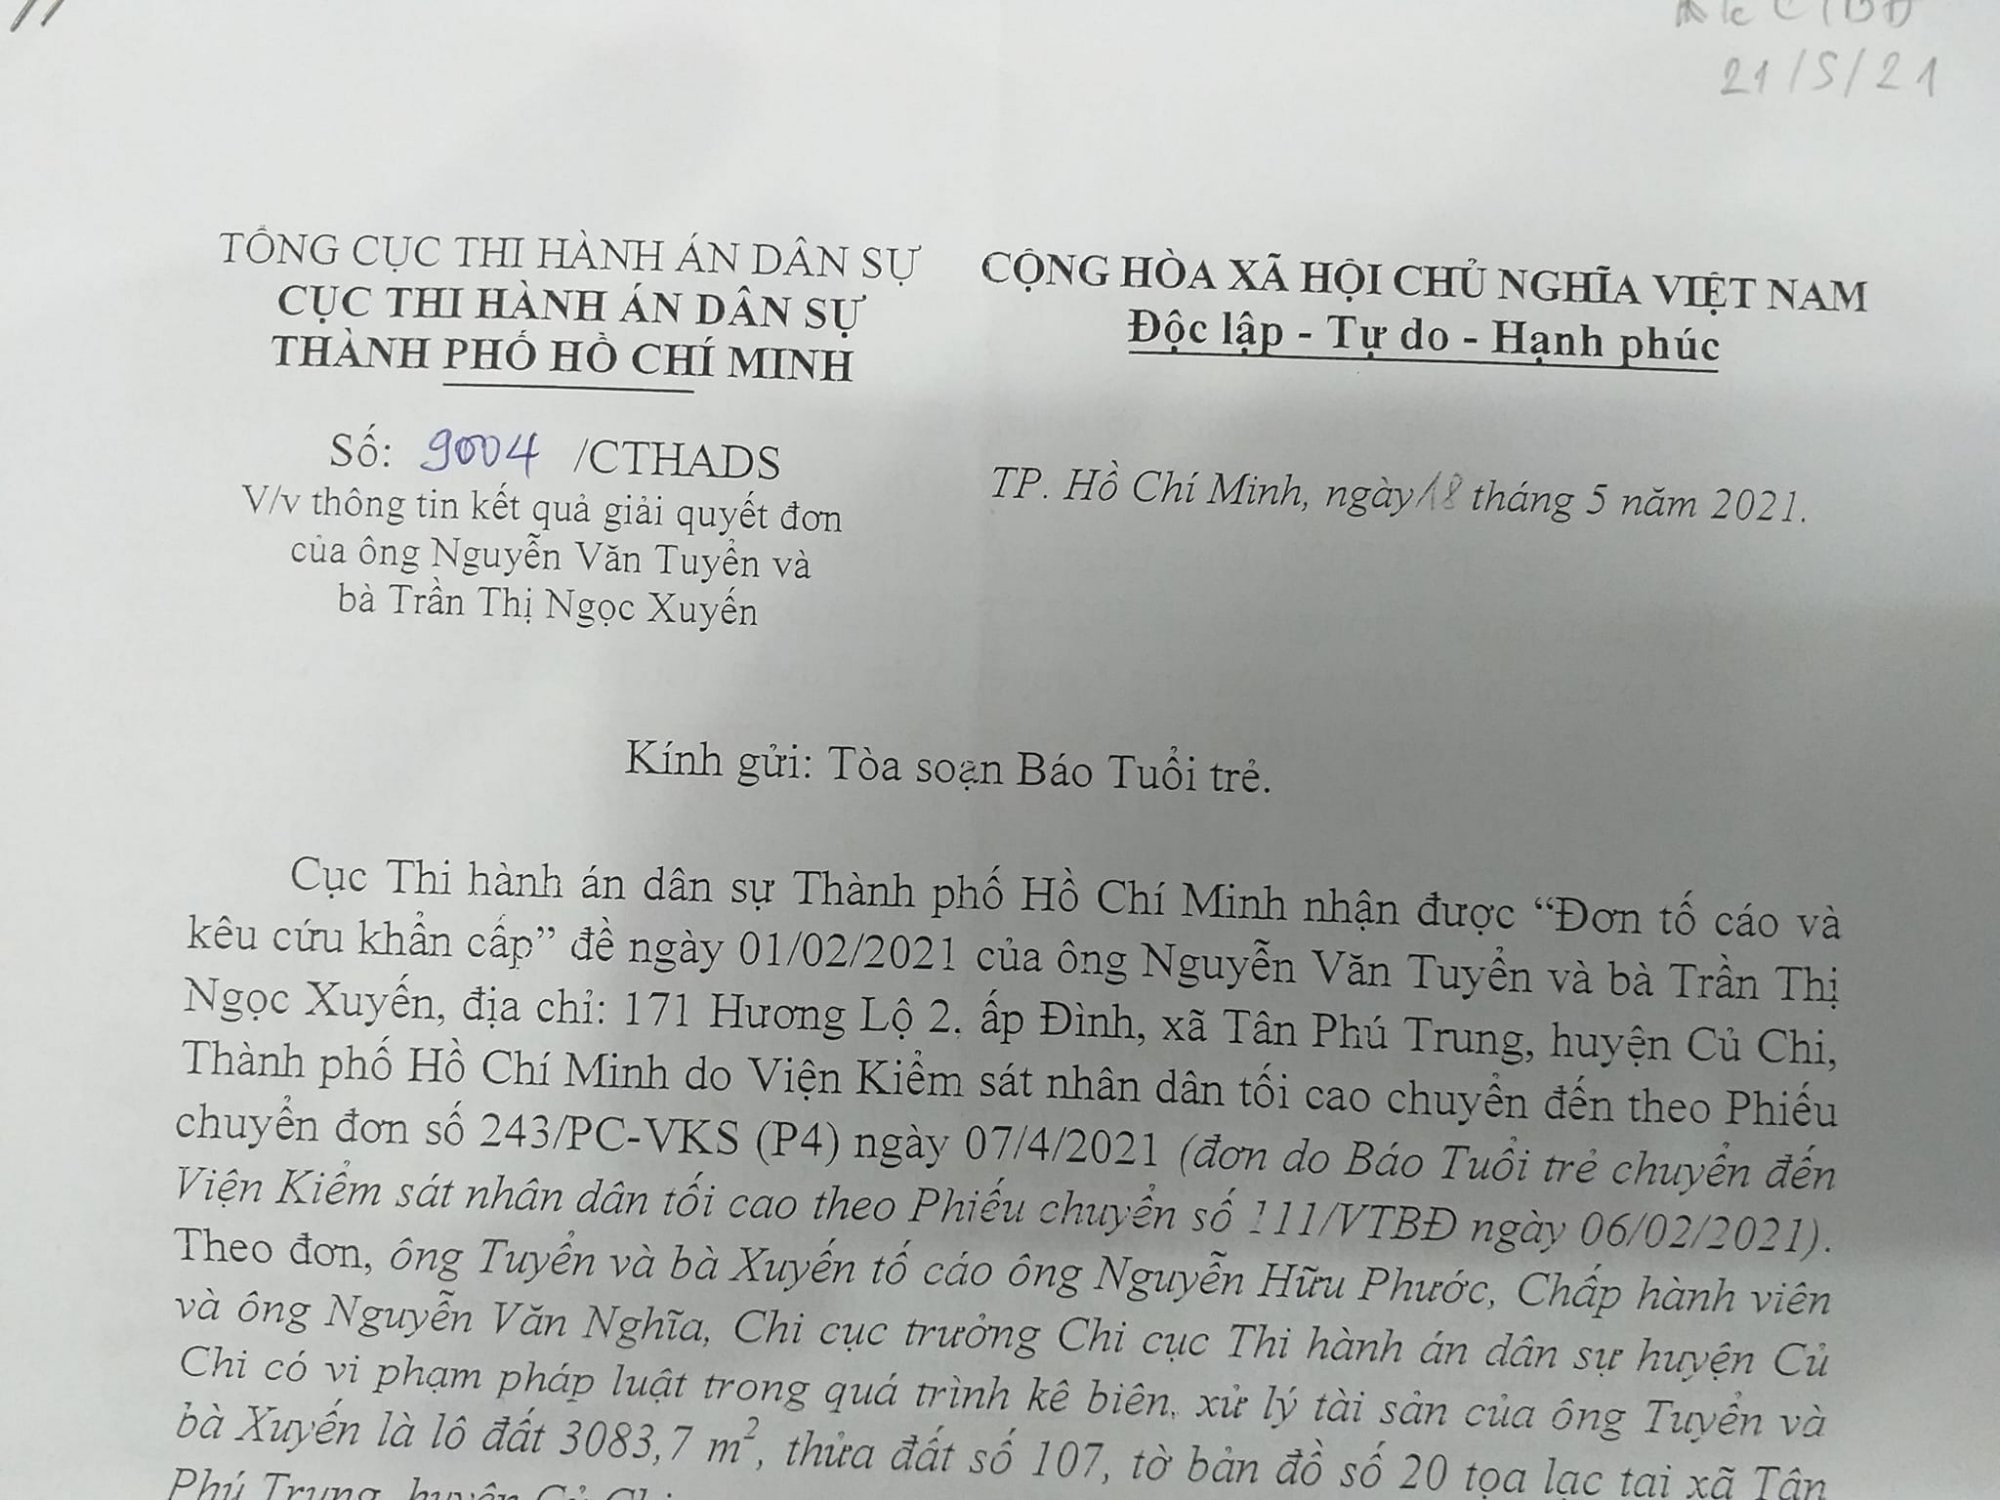 21/5/21
TỔNG CỤC THI HÀNH ÁN DÂN SỰ
CỤC THI HÀNH ÁN DÂN SỰ
THÀNH PHỐ HỒ CHÍ MINH
CỘNG HÒA XÃ HỘI CHỦ NGHĨA VIỆT NAM
Độc lập - Tự do - Hạnh phúc
Số: 9004 /CTHADS
V/v thông tin kết quả giải quyết đơn
của ông Nguyễn Văn Tuyển và
bà Trần Thị Ngọc Xuyến
TP. Hồ Chí Minh, ngày 18 tháng 5 năm 2021.
Kính gửi: Tòa soạn Báo Tuổi trẻ.
Cục Thi hành án dân sự Thành phố Hồ Chí Minh nhận được “Đơn tố cáo và
kêu cứu khẩn cấp” đề ngày 01/02/2021 của ông Nguyễn Văn Tuyển và bà Trần Thị
Ngọc Xuyến, địa chỉ: 171 Hương Lộ 2, ấp Đình, xã Tân Phú Trung, huyện Củ Chi,
Thành phố Hồ Chí Minh do Viện Kiểm sát nhân dân tối cao chuyển đến theo Phiếu
chuyển đơn số 243/PC-VKS (P4) ngày 07/4/2021 (đơn do Báo Tuổi trẻ chuyển đến
Viện Kiểm sát nhân dân tối cao theo Phiếu chuyển số 111/VTBĐ ngày 06/02/2021).
Theo đơn, ông Tuyển và bà Xuyến tố cáo ông Nguyễn Hữu Phước, Chấp hành viên
và ông Nguyễn Văn Nghĩa, Chi cục trưởng Chi cục Thi hành án dân sự huyện Củ
Chi có vi phạm pháp luật trong quá trình kê biên, xử lý tài sản của ông Tuyển và
bà Xuyến là lô đất 3083,7 m², thửa đất số 107, tờ bản đồ số 20 tọa lạc tại xã Tân
Phú Trung, huyện Củ Chi